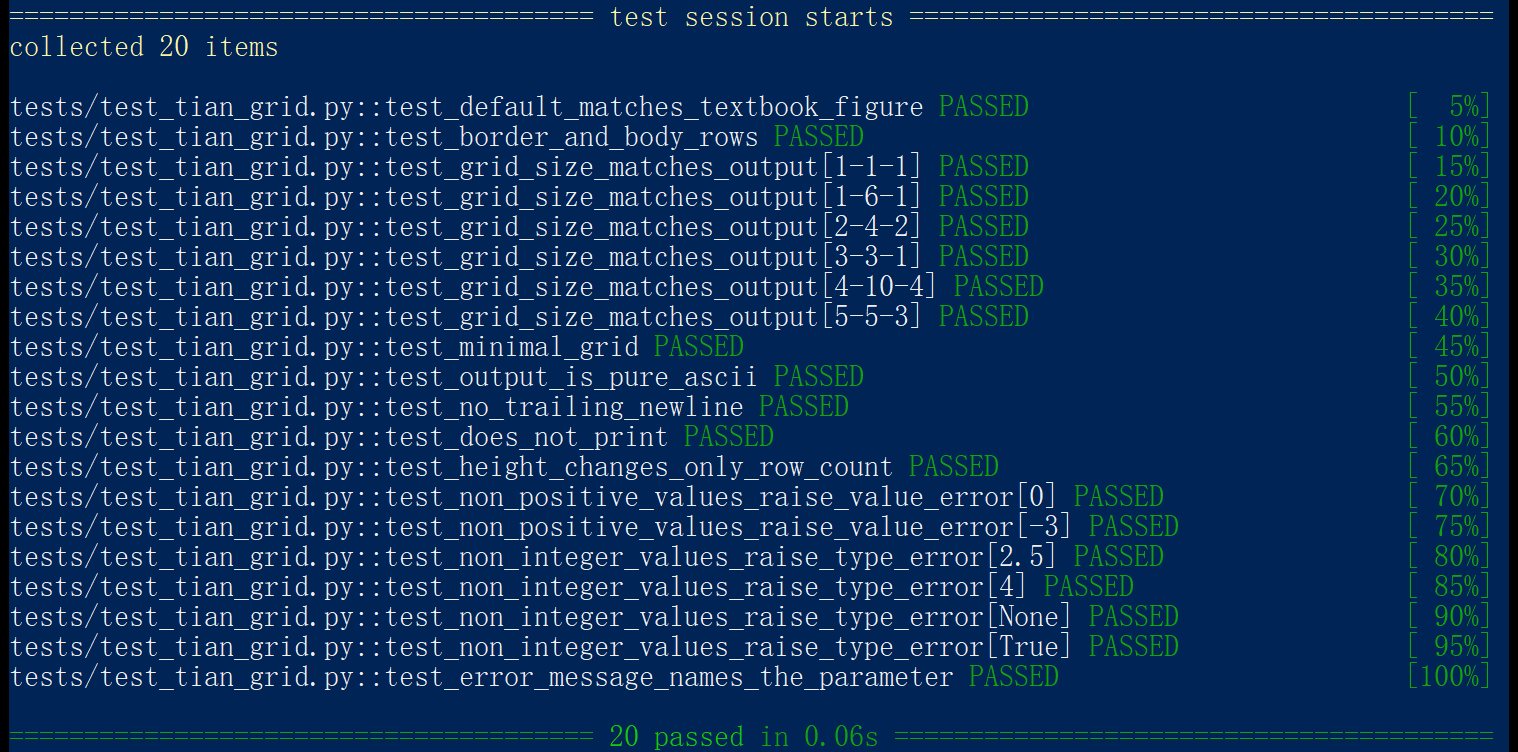 ======================================= test session starts =======================================
collected 20 items
tests/test_tian_grid.py::test_default_matches_textbook_figure PASSED [  5%]
tests/test_tian_grid.py::test_border_and_body_rows PASSED [ 10%]
tests/test_tian_grid.py::test_grid_size_matches_output[1-1-1] PASSED [ 15%]
tests/test_tian_grid.py::test_grid_size_matches_output[1-6-1] PASSED [ 20%]
tests/test_tian_grid.py::test_grid_size_matches_output[2-4-2] PASSED [ 25%]
tests/test_tian_grid.py::test_grid_size_matches_output[3-3-1] PASSED [ 30%]
tests/test_tian_grid.py::test_grid_size_matches_output[4-10-4] PASSED [ 35%]
tests/test_tian_grid.py::test_grid_size_matches_output[5-5-3] PASSED [ 40%]
tests/test_tian_grid.py::test_minimal_grid PASSED [ 45%]
tests/test_tian_grid.py::test_output_is_pure_ascii PASSED [ 50%]
tests/test_tian_grid.py::test_no_trailing_newline PASSED [ 55%]
tests/test_tian_grid.py::test_does_not_print PASSED [ 60%]
tests/test_tian_grid.py::test_height_changes_only_row_count PASSED [ 65%]
tests/test_tian_grid.py::test_non_positive_values_raise_value_error[0] PASSED [ 70%]
tests/test_tian_grid.py::test_non_positive_values_raise_value_error[-3] PASSED [ 75%]
tests/test_tian_grid.py::test_non_integer_values_raise_type_error[2.5] PASSED [ 80%]
tests/test_tian_grid.py::test_non_integer_values_raise_type_error[4] PASSED [ 85%]
tests/test_tian_grid.py::test_non_integer_values_raise_type_error[None] PASSED [ 90%]
tests/test_tian_grid.py::test_non_integer_values_raise_type_error[True] PASSED [ 95%]
tests/test_tian_grid.py::test_error_message_names_the_parameter PASSED [100%]
======================================= 20 passed in 0.06s ========================================